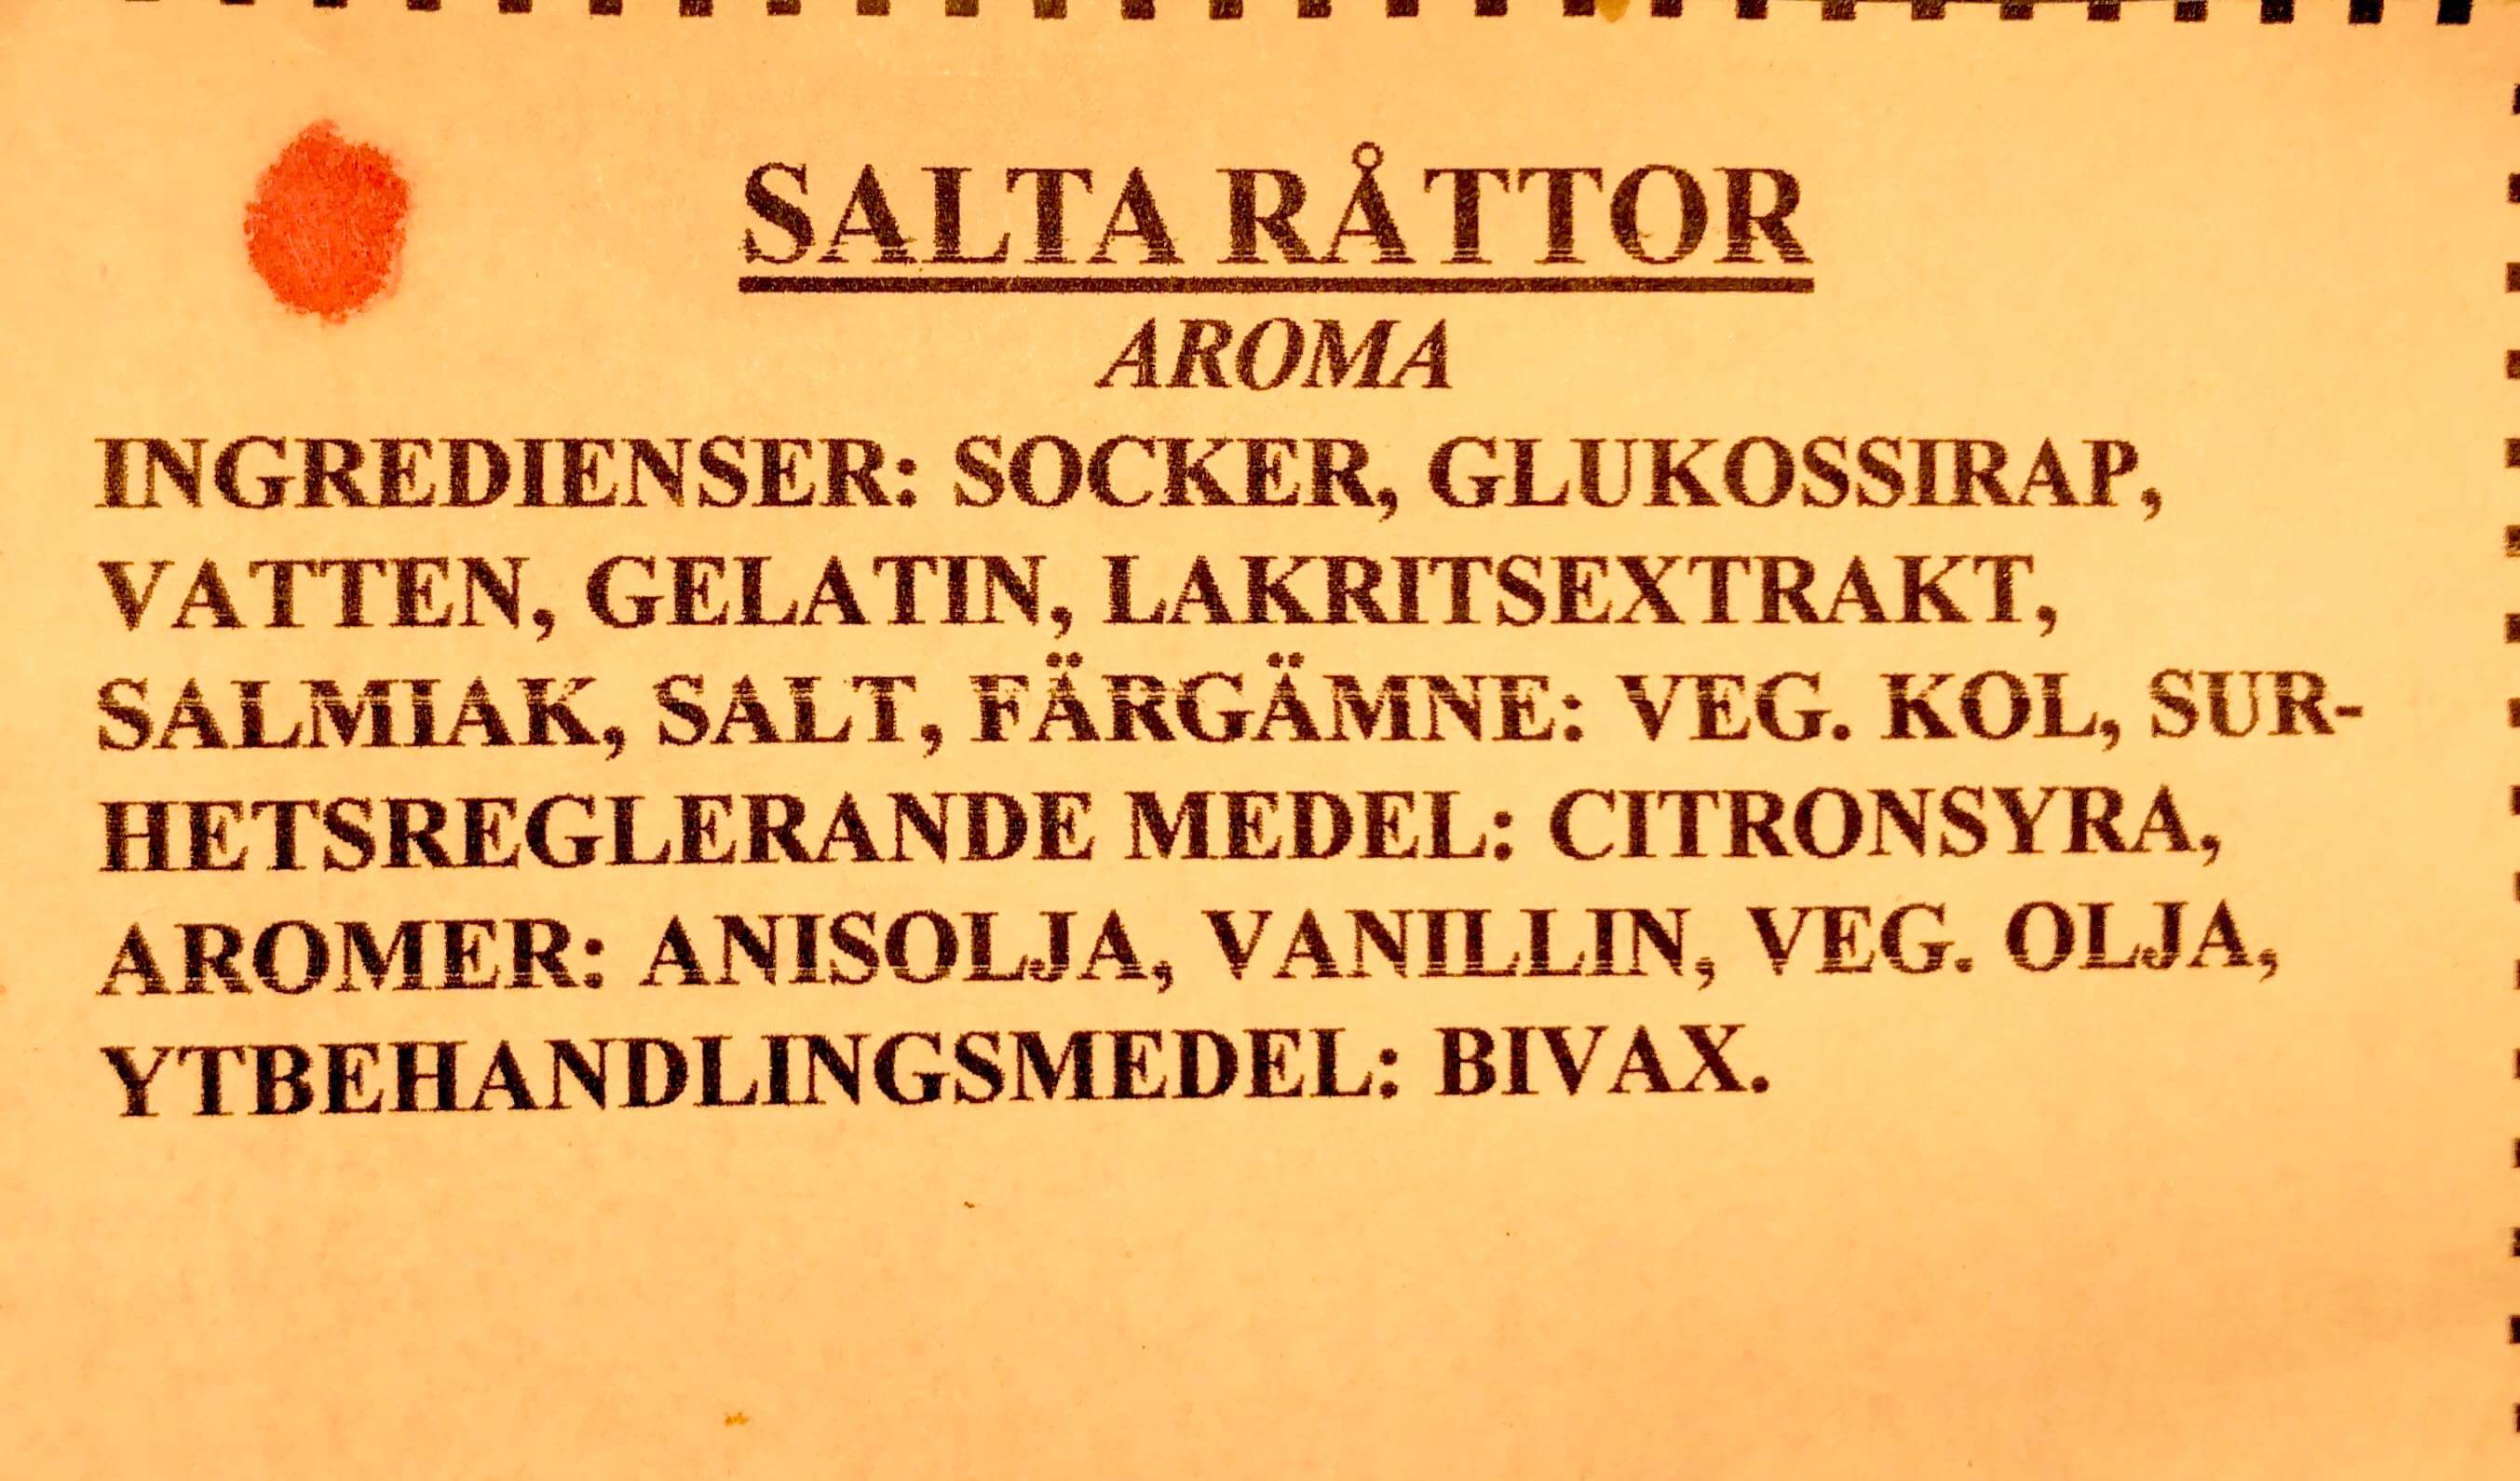 SALTA RÅTTOR
AROMA
INGREDIENSER: SOCKER, GLUKOSSIRAP,
VATTEN, GELATIN, LAKRITSEXTRAKT,
SALMIAK, SALT, FÄRGÄMNE: VEG. KOL, SUR-
HETSREGLERANDE MEDEL: CITRONSYRA,
AROMER: ANISOLJA, VANILLIN, VEG. OLJA,
YTBEHANDLINGSMEDEL: BIVAX.